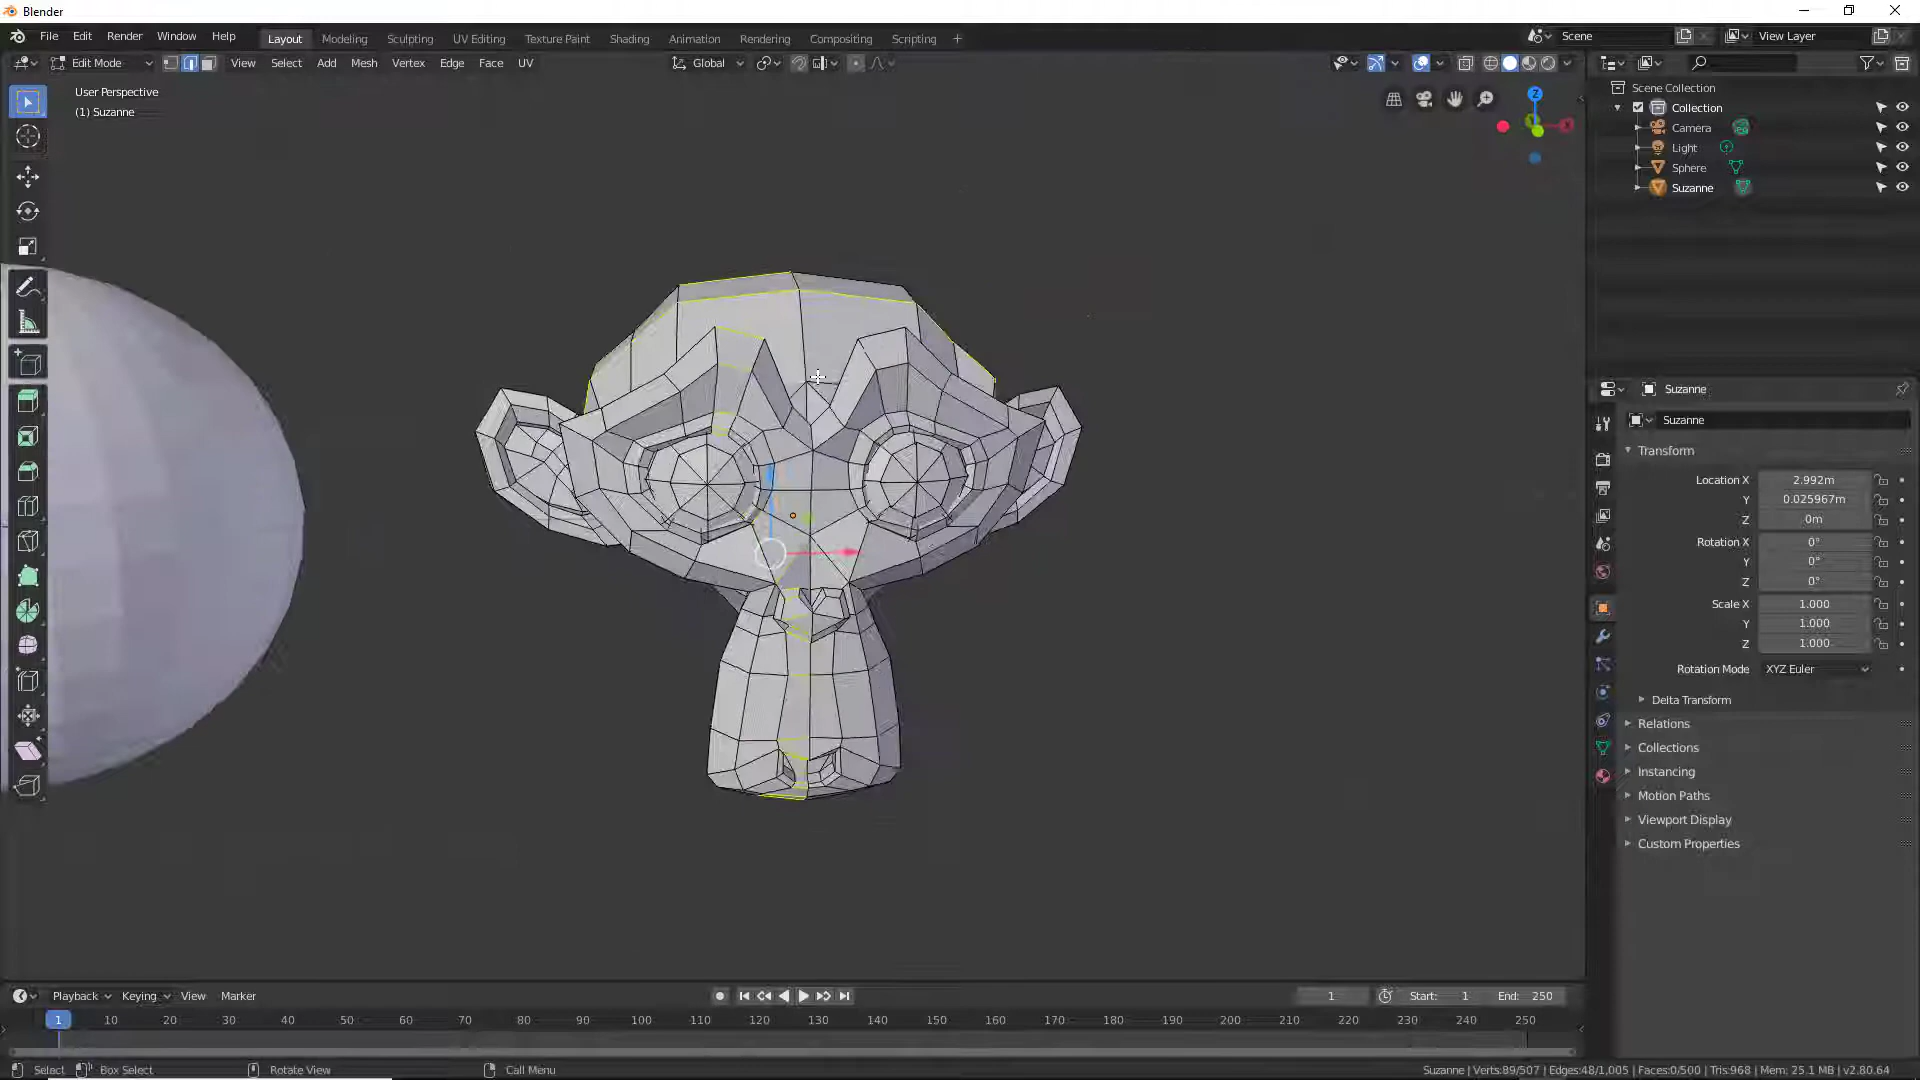 Blender
File Edit Render Window Help Layout Modeling Sculpting UV Editing Texture Paint Shading Animation Rendering Compositing Scripting + Scene View Layer
Edit Mode View Select Add Mesh Vertex Edge Face UV Global
User Perspective
(1) Suzanne
Z
Scene Collection
Collection
Camera
Light
Sphere
Suzanne
Suzanne
Suzanne
Transform
Location X 2.992m
Y 0.025967m
Z 0m
Rotation X 0°
Y 0°
Z 0°
Scale X 1.000
Y 1.000
Z 1.000
Rotation Mode XYZ Euler
Delta Transform
Relations
Collections
Instancing
Motion Paths
Viewport Display
Custom Properties
Playback Keying View Marker 1 Start: 1 End: 250
1 10 20 30 40 50 60 70 80 90 100 110 120 130 140 150 160 170 180 190 200 210 220 230 240 250
Select Box Select Rotate View Call Menu Suzanne | Verts:89/507 | Edges:48/1,005 | Faces:0/500 | Tris:968 | Mem: 25.1 MB | v2.80.64